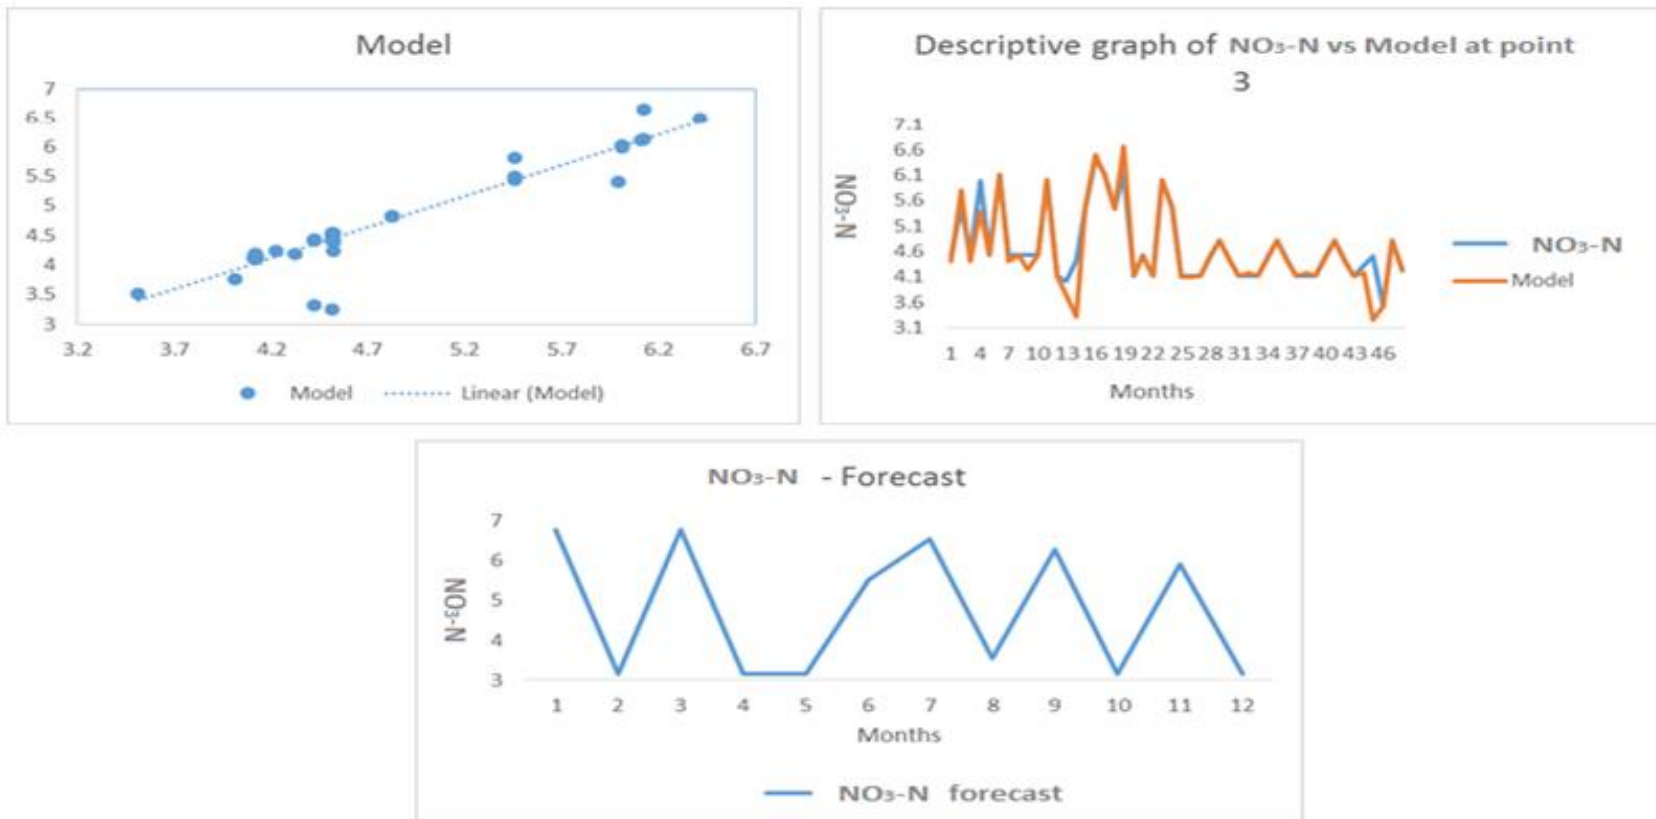 Model
7
6.5
6
5.5
5
4.5
4
3.5
3
3.2 3.7 4.2 4.7 5.2 5.7 6.2 6.7
Model Linear (Model)
Descriptive graph of NO₃-N vs Model at point
3
7.1
6.6
6.1
5.6
5.1
4.6
4.1
3.6
3.1
NO₃-N
1 4 7 10 13 16 19 22 25 28 31 34 37 40 43 46
Months
NO₃-N
Model
NO₃-N - Forecast
7
6
5
4
3
NO₃-N
1 2 3 4 5 6 7 8 9 10 11 12
Months
NO₃-N forecast